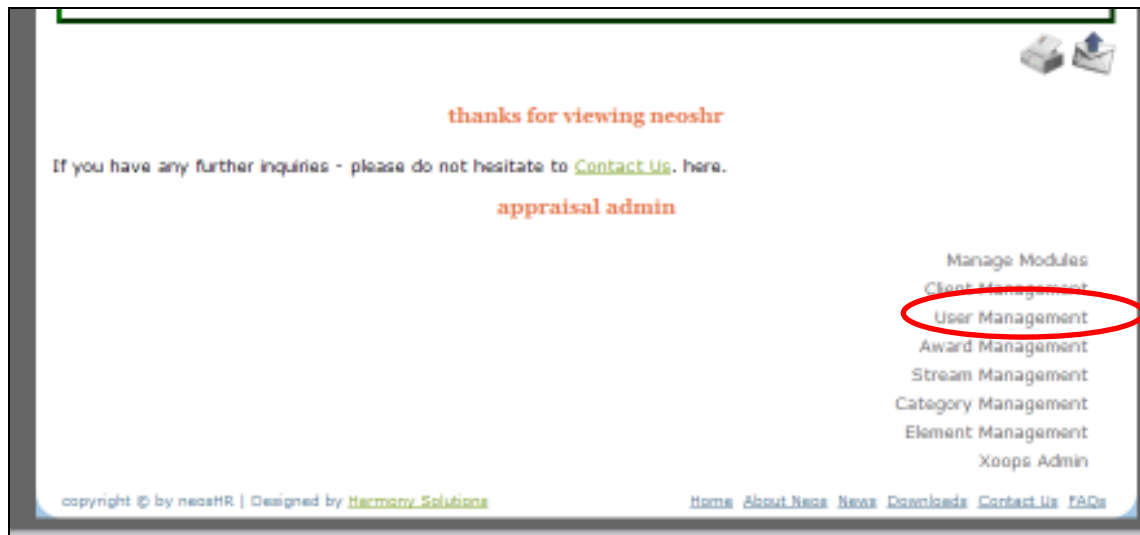 thanks for viewing neoshr
If you have any further inquiries - please do not hesitate to Contact Us. here.
appraisal admin
Manage Modules
Client Management
User Management
Award Management
Stream Management
Category Management
Element Management
Xoops Admin
copyright © by neosHR | Designed by Harmony Solutions
Home About Neos News Downloads Contact Us FAQs